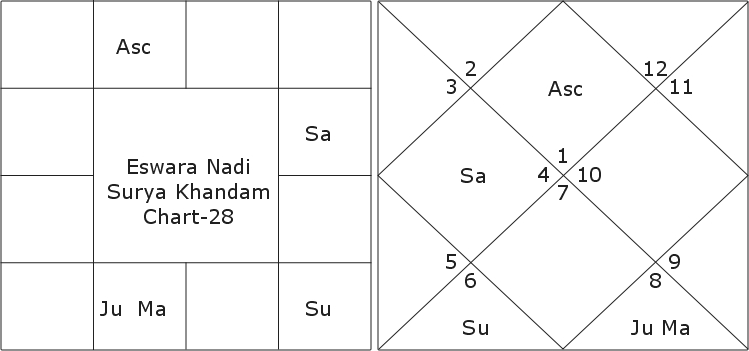 Asc
Sa
Eswara Nadi
Surya Khandam
Chart-28
Ju Ma
Su
2
12
3
11
Asc
1
Sa
4
10
7
5
9
6
8
Su
Ju Ma